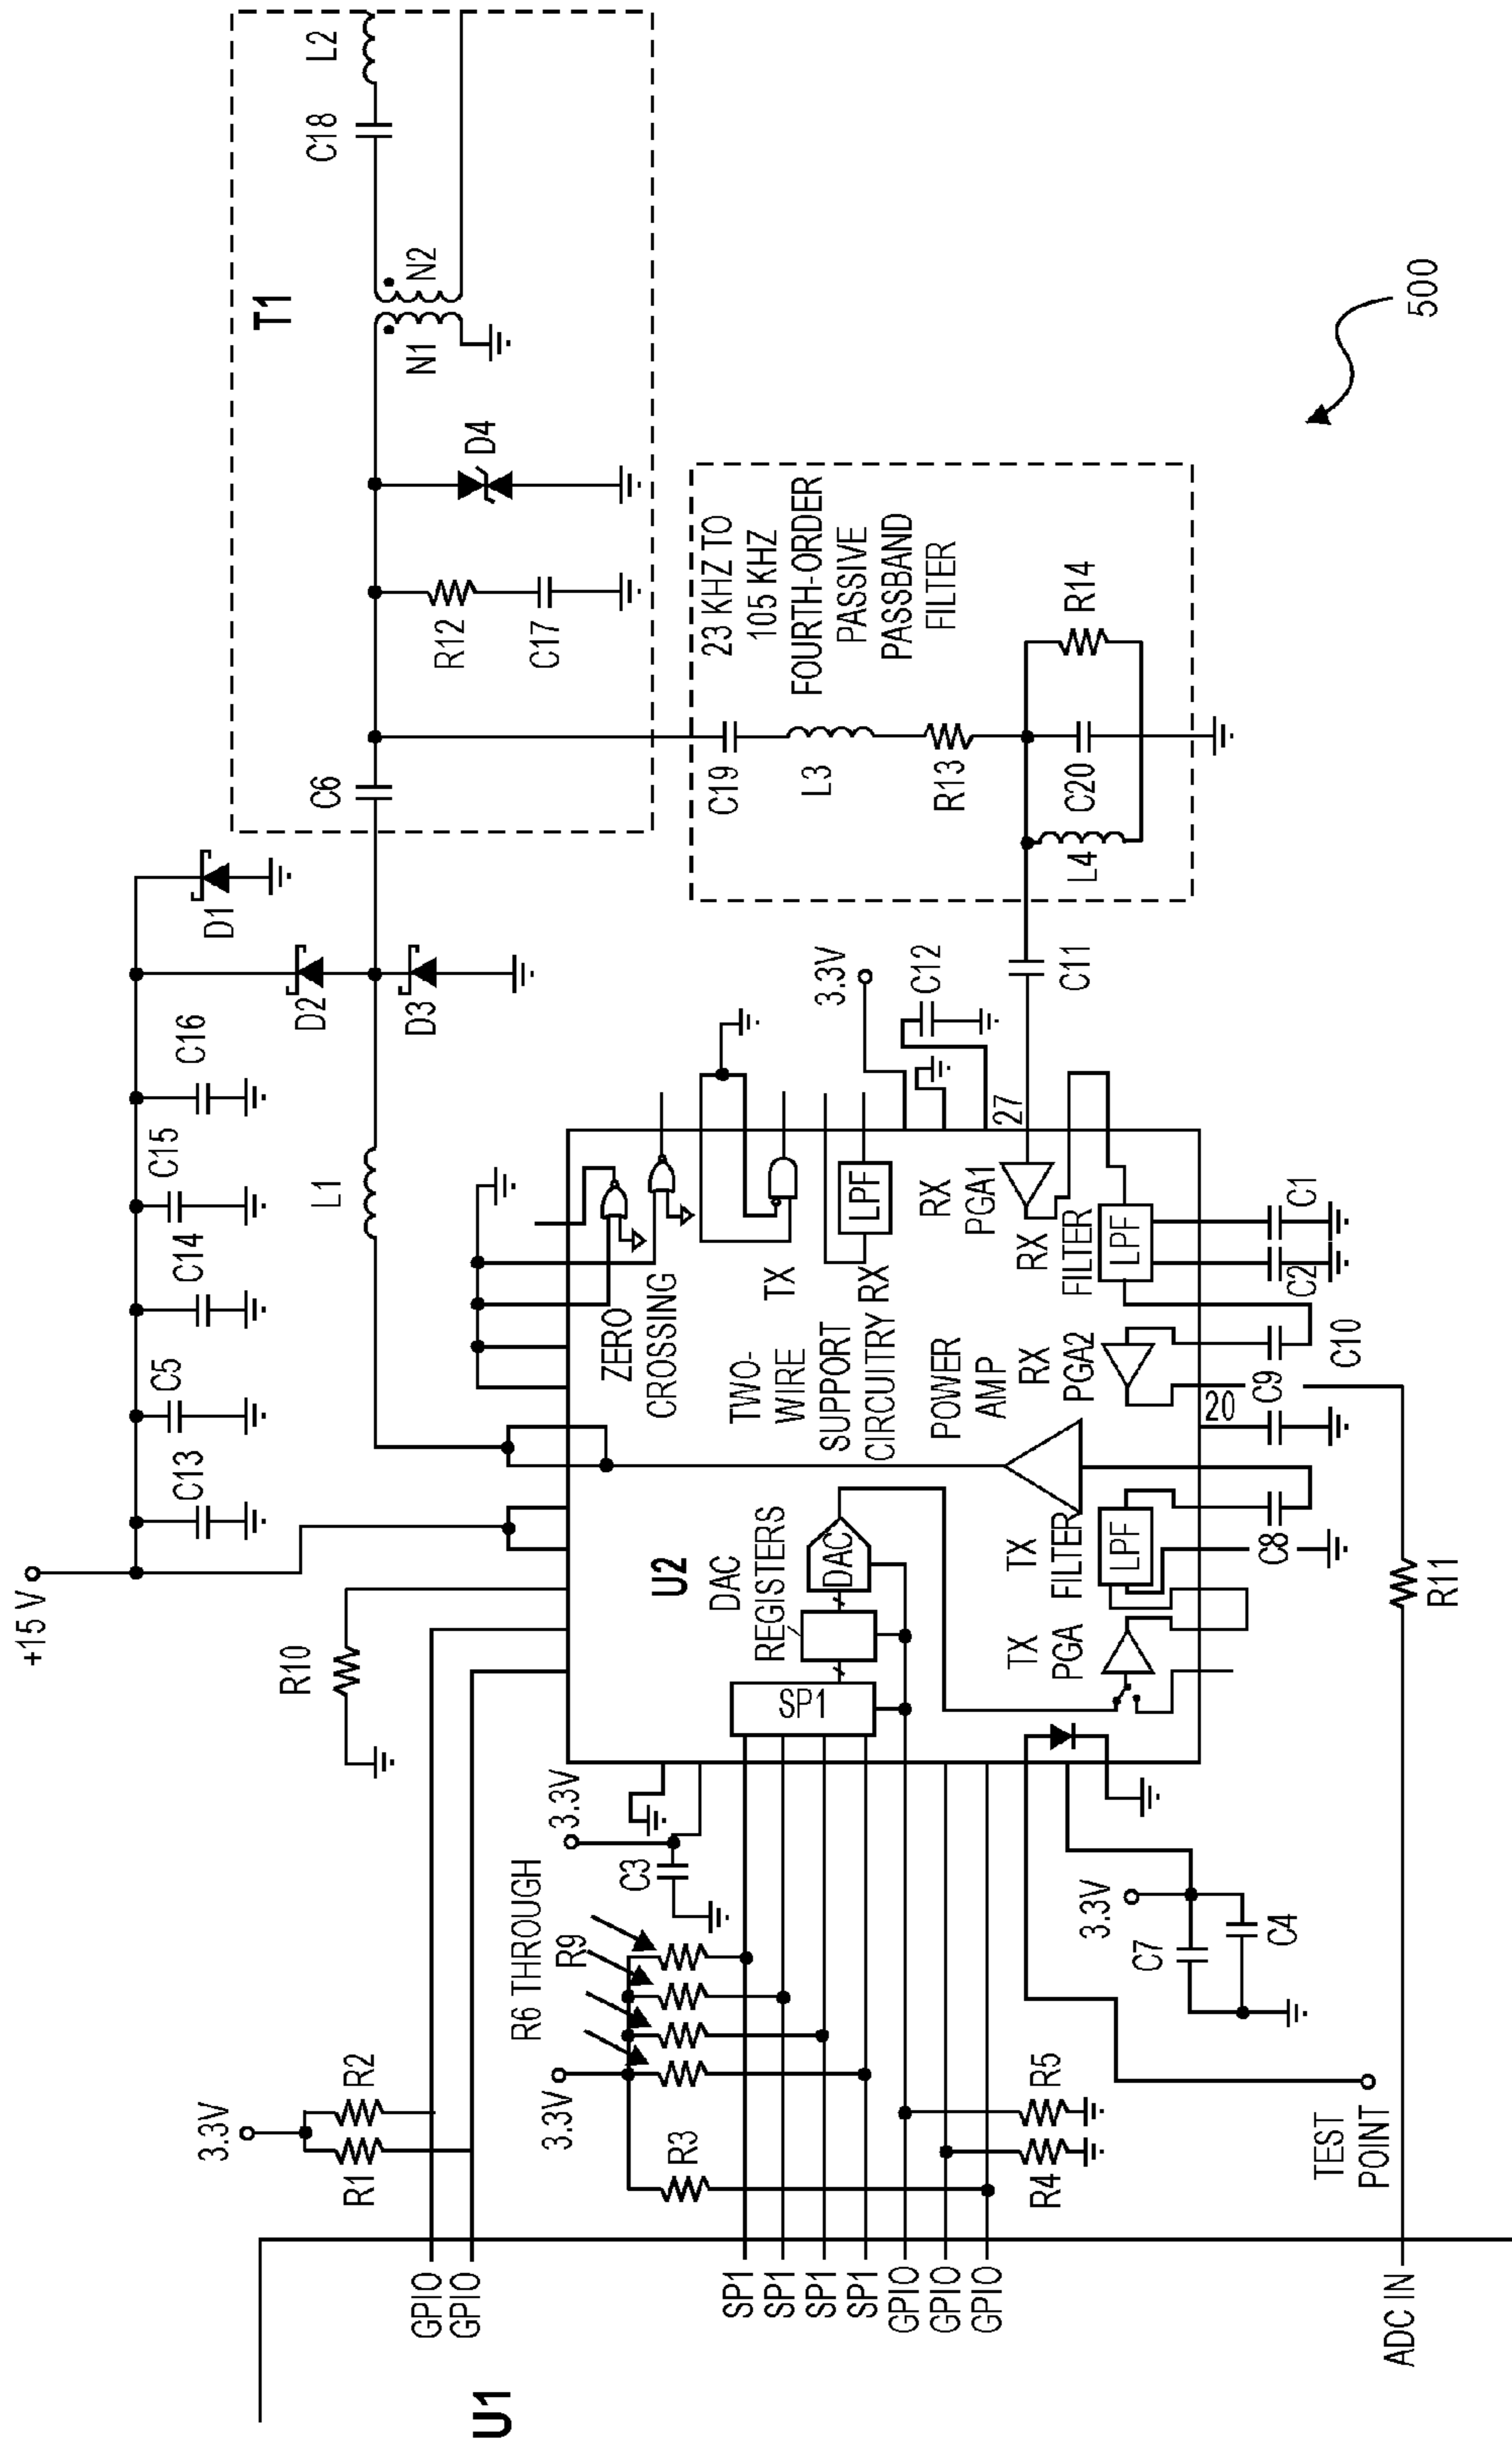 +15 V
C13
C5
C14
C15
C16
D1
D2
D3
L1
R10
C6
T1
R12
C17
D4
N1
N2
C18
L2
23 KHZ TO
105 KHZ
FOURTH-ORDER
PASSIVE
PASSBAND
FILTER
C19
L3
R13
L4
C20
R14
C11
3.3V
C12
27
ZERO
CROSSING
TWO-
WIRE
SUPPORT
CIRCUITRY
TX
RX
LPF
POWER
AMP
RX
PGA1
RX
FILTER
LPF
RX
PGA2
C1
C2
C10
C9
20
U2
DAC
REGISTERS
DAC
SP1
TX
PGA
TX
FILTER
LPF
C8
R11
3.3V
R1
R2
3.3V
C3
R6 THROUGH
R9
3.3V
R3
R4
R5
3.3V
C7
C4
TEST
POINT
U1
GPIO
GPIO
SP1
SP1
SP1
SP1
GPIO
GPIO
GPIO
ADC IN
500